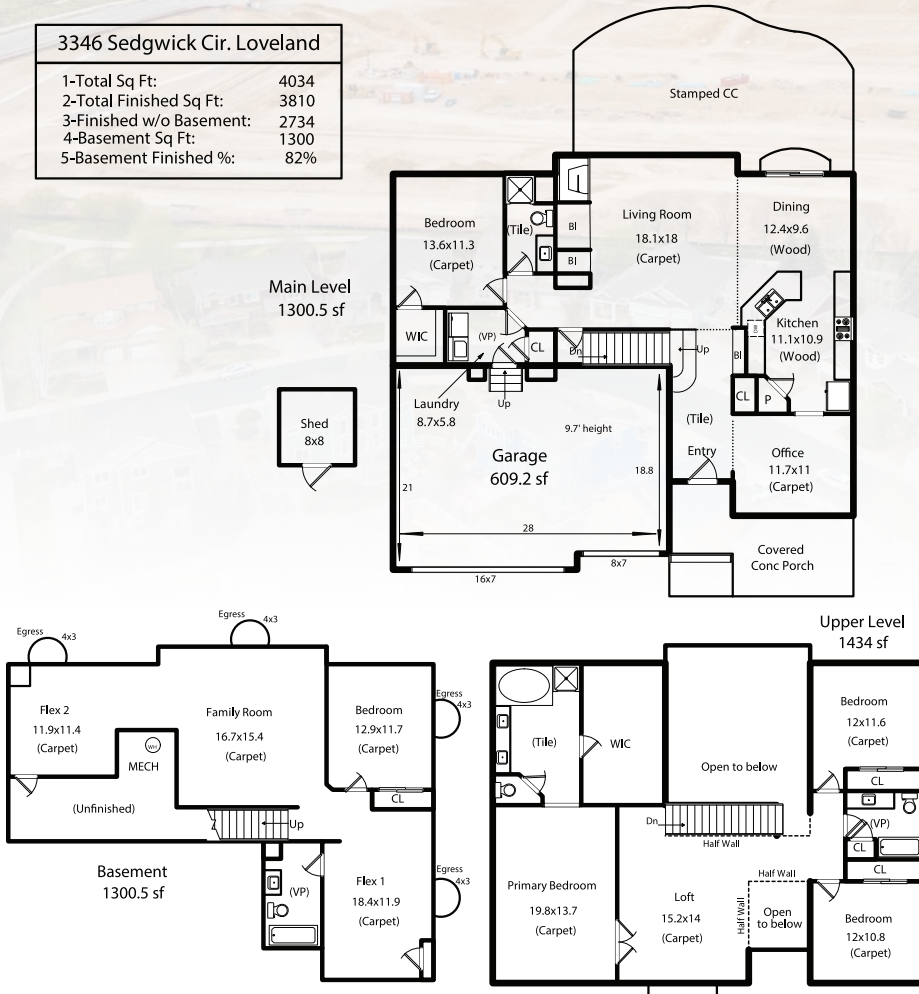 3346 Sedgwick Cir. Loveland
1-Total Sq Ft: 4034
2-Total Finished Sq Ft: 3810
3-Finished w/o Basement: 2734
4-Basement Sq Ft: 1300
5-Basement Finished %: 82%
Stamped CC
Main Level
1300.5 sf
Bedroom
13.6x11.3
(Carpet)
(Tile)
BI
BI
Living Room
18.1x18
(Carpet)
Dining
12.4x9.6
(Wood)
Kitchen
11.1x10.9
(Wood)
DW
BI
WIC
(VP)
CL
Dn
Up
CL
P
Laundry
8.7x5.8
Up
(Tile)
Entry
Office
11.7x11
(Carpet)
Shed
8x8
9.7' height
Garage
609.2 sf
21
18.8
28
16x7
8x7
Covered
Conc Porch
Egress
4x3
Egress
4x3
Flex 2
11.9x11.4
(Carpet)
Family Room
16.7x15.4
(Carpet)
Bedroom
12.9x11.7
(Carpet)
Egress
4x3
WH
MECH
(Unfinished)
CL
Up
Basement
1300.5 sf
(VP)
Flex 1
18.4x11.9
(Carpet)
Egress
4x3
Upper Level
1434 sf
(Tile)
WIC
Open to below
Bedroom
12x11.6
(Carpet)
CL
(VP)
CL
CL
Dn
Half Wall
Primary Bedroom
19.8x13.7
(Carpet)
Loft
15.2x14
(Carpet)
Half Wall
Half Wall
Open
to below
Bedroom
12x10.8
(Carpet)